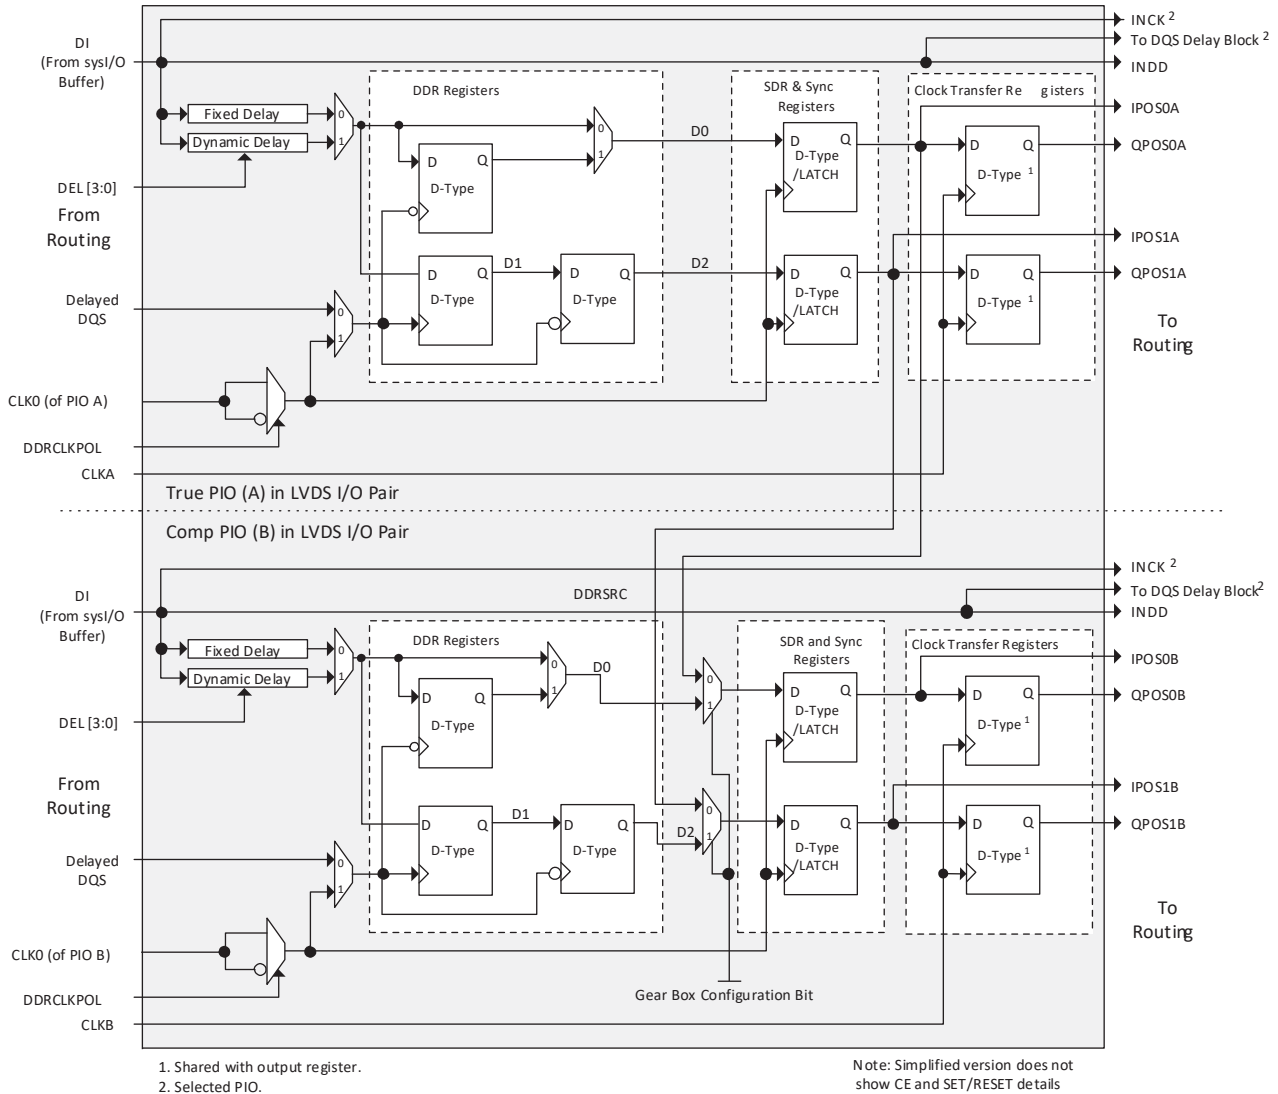 INCK 2
To DQS Delay Block 2
INDD
DI
(From sysI/O
Buffer)
DDR Registers
SDR & Sync
Registers
Clock Transfer Re gisters
IPOS0A
Fixed Delay
0
Dynamic Delay
1
0
1
D0
D Q
D-Type
D Q
D-Type
/LATCH
D Q
D-Type 1
QPOS0A
DEL [3:0]
From
Routing
IPOS1A
D Q
D-Type
D1
D Q
D-Type
D2
D Q
D-Type
/LATCH
D Q
D-Type 1
QPOS1A
Delayed
DQS
0
1
To
Routing
CLK0 (of PIO A)
DDRCLKPOL
CLKA
True PIO (A) in LVDS I/O Pair
Comp PIO (B) in LVDS I/O Pair
INCK 2
To DQS Delay Block2
INDD
DI
(From sysI/O
Buffer)
DDRSRC
DDR Registers
SDR and Sync
Registers
Clock Transfer Registers
IPOS0B
Fixed Delay
0
Dynamic Delay
1
0
1
D0
0
1
D Q
D-Type
D Q
D-Type
/LATCH
D Q
D-Type 1
QPOS0B
DEL [3:0]
From
Routing
IPOS1B
D Q
D-Type
D1
D Q
D-Type
D2
0
1
D Q
D-Type
/LATCH
D Q
D-Type 1
QPOS1B
Delayed
DQS
0
1
To
Routing
CLK0 (of PIO B)
DDRCLKPOL
Gear Box Configuration Bit
CLKB
1. Shared with output register.
2. Selected PIO.
Note: Simplified version does not
show CE and SET/RESET details